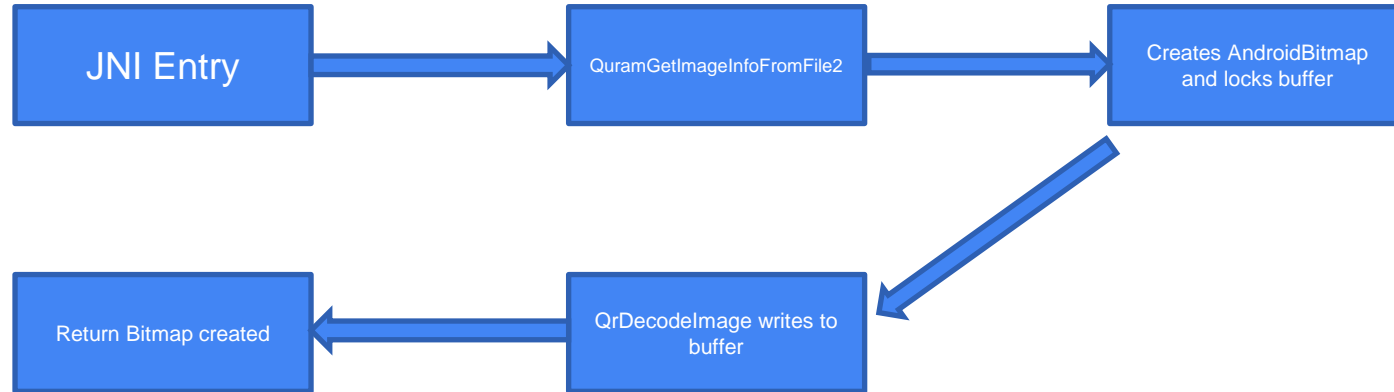 JNI Entry
QuramGetImageInfoFromFile2
Creates AndroidBitmap
and locks buffer
QrDecodeImage writes to
buffer
Return Bitmap created